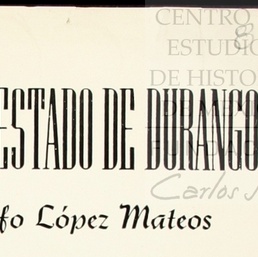 CENTRO
ESTUDIO
DE HISTO
ESTADO DE DURANGO
Carlos
fo López Mateos